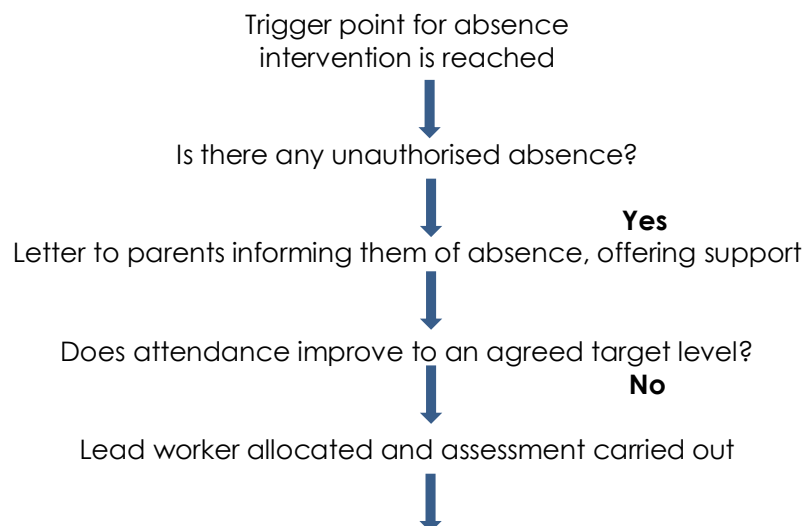 Trigger point for absence
intervention is reached
Is there any unauthorised absence?
Yes
Letter to parents informing them of absence, offering support
Does attendance improve to an agreed target level?
No
Lead worker allocated and assessment carried out